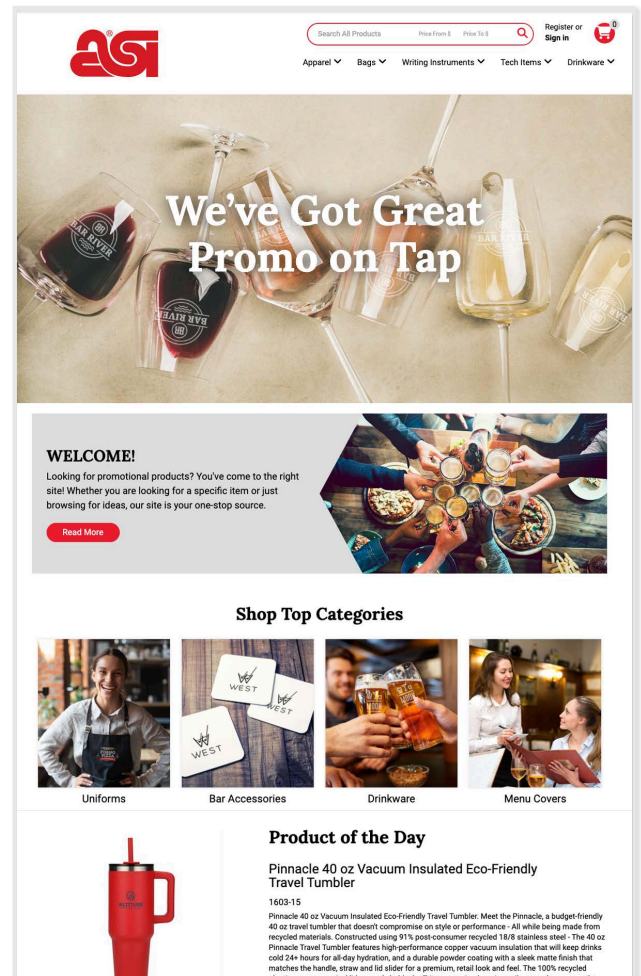 asi
®
Search All Products Price From $ Price To $
Register or
Sign in
0
Apparel Bags Writing Instruments Tech Items Drinkware
We've Got Great
Promo on Tap
BAR RIVER
BR
BAR RIVER
BR
BAR RIVER
WELCOME!
Looking for promotional products? You've come to the right
site! Whether you are looking for a specific item or just
browsing for ideas, our site is your one-stop source.
Read More
Shop Top Categories
WEST
WEST
WEST
Uniforms Bar Accessories Drinkware Menu Covers
Product of the Day
Pinnacle 40 oz Vacuum Insulated Eco-Friendly
Travel Tumbler
1603-15
Pinnacle 40 oz Vacuum Insulated Eco-Friendly Travel Tumbler. Meet the Pinnacle, a budget-friendly
40 oz travel tumbler that doesn't compromise on style or performance - All while being made from
recycled materials. Constructed using 91% post-consumer recycled 18/8 stainless steel - The 40 oz
Pinnacle Travel Tumbler features high-performance copper vacuum insulation that will keep drinks
cold 24+ hours for all-day hydration, and a durable powder coating with a sleek matte finish that
matches the handle, straw and lid slider for a premium, retail look and feel. The 100% recycled